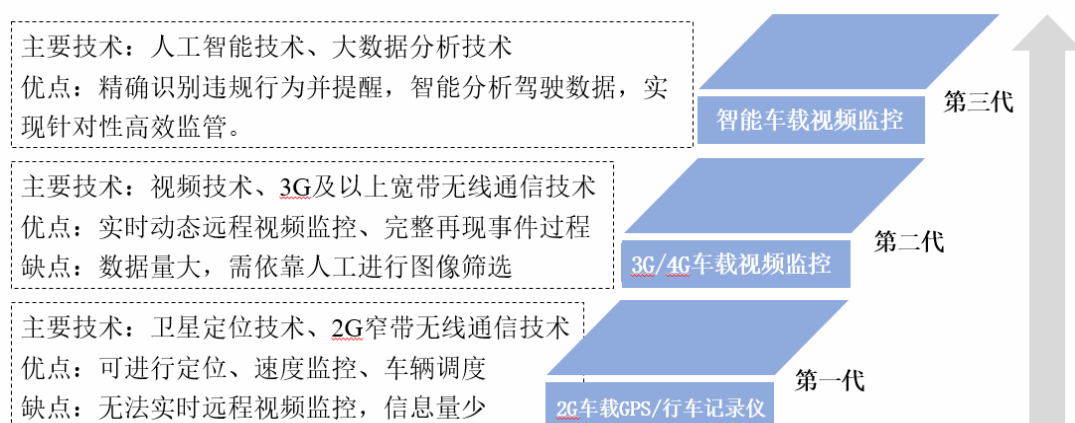 主要技术：人工智能技术、大数据分析技术
优点：精确识别违规行为并提醒，智能分析驾驶数据，实
现针对性高效监管。
智能车载视频监控
第三代
主要技术：视频技术、3G及以上宽带无线通信技术
优点：实时动态远程视频监控、完整再现事件过程
缺点：数据量大，需依靠人工进行图像筛选
3G/4G车载视频监控
第二代
主要技术：卫星定位技术、2G窄带无线通信技术
优点：可进行定位、速度监控、车辆调度
缺点：无法实时远程视频监控，信息量少
2G车载GPS/行车记录仪
第一代